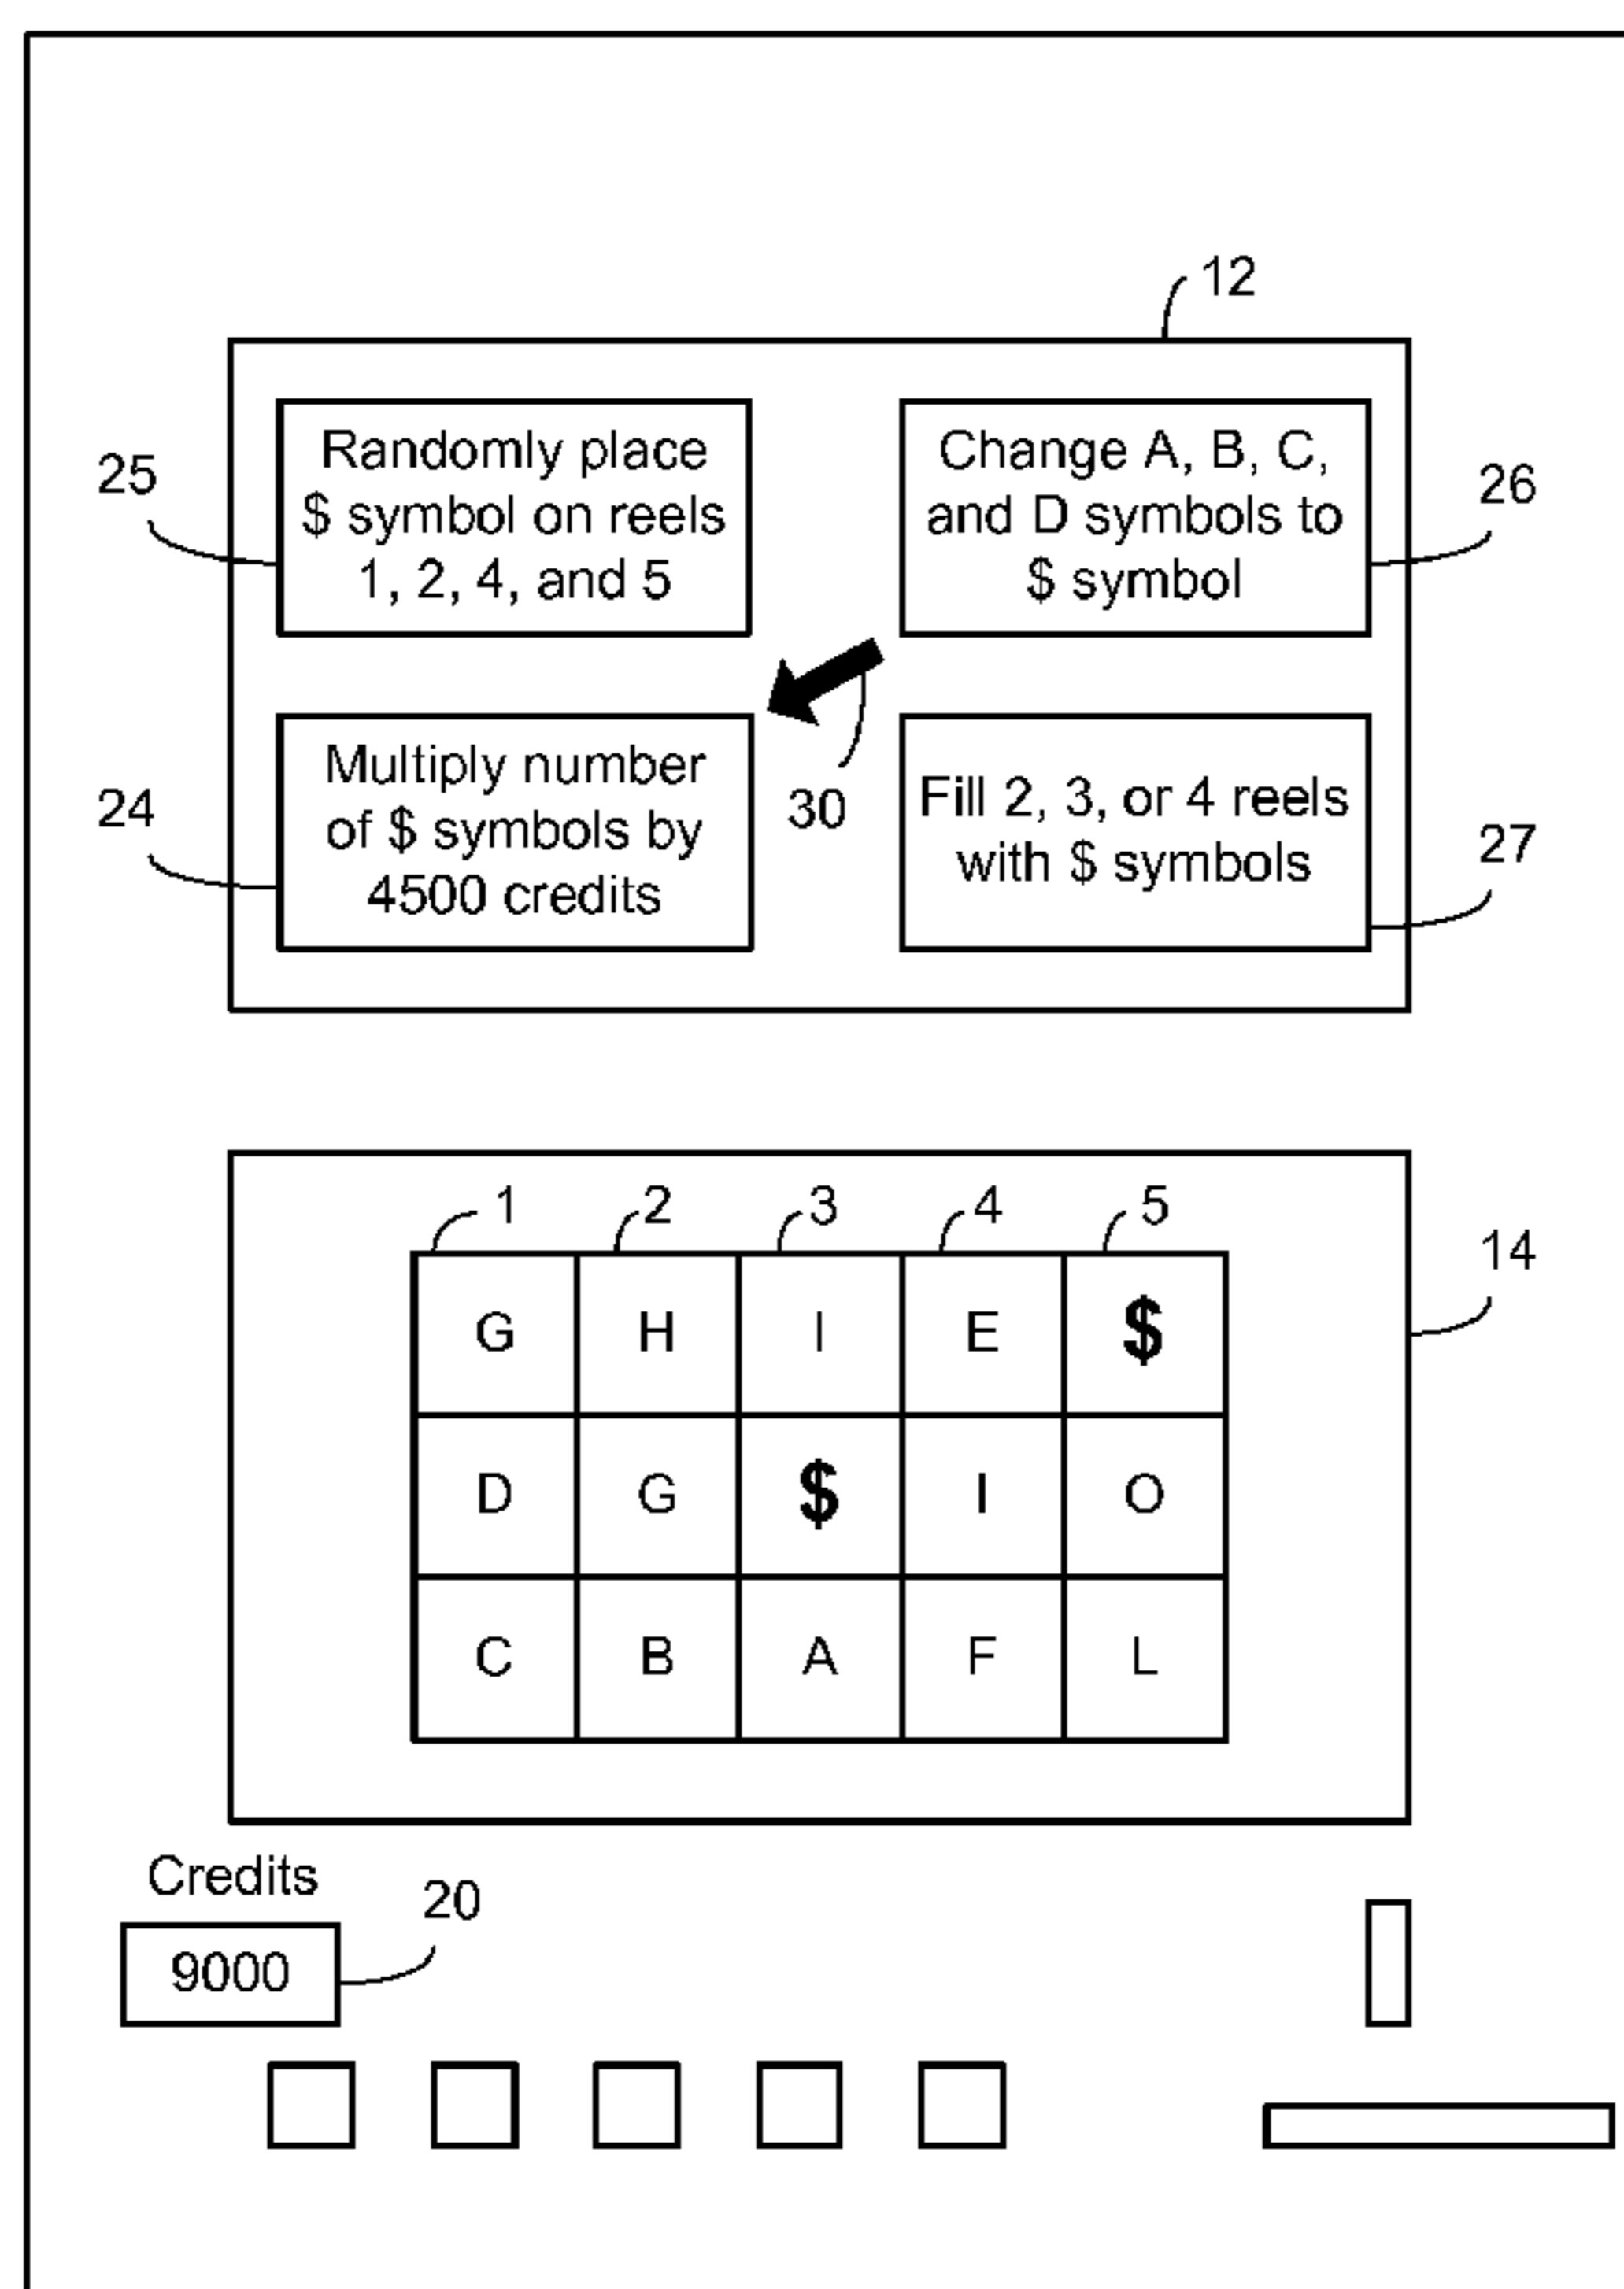 12
Randomly place
$ symbol on reels
1, 2, 4, and 5
25
Change A, B, C,
and D symbols to
$ symbol
26
Multiply number
of $ symbols by
4500 credits
24
30
Fill 2, 3, or 4 reels
with $ symbols
27
1 2 3 4 5
14
G H I E $
D G $ I O
C B A F L
Credits
20
9000